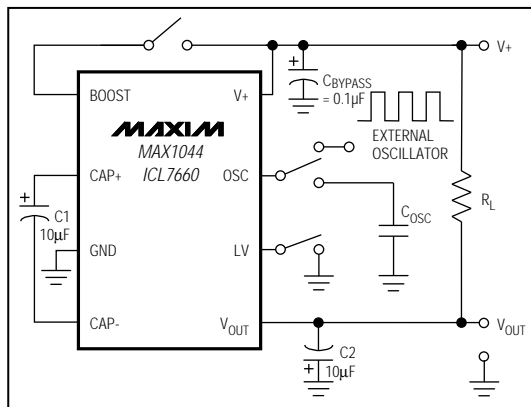 V+
BOOST
V+
CBYPASS
= 0.1µF
EXTERNAL
OSCILLATOR
MAXIM
MAX1044
ICL7660
CAP+
OSC
C1
10µF
COSC
RL
GND
LV
CAP-
VOUT
VOUT
C2
10µF
+
+
+